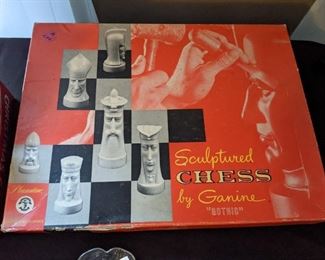 Sculptured
CHESS
by Ganine
"GOTHIC"